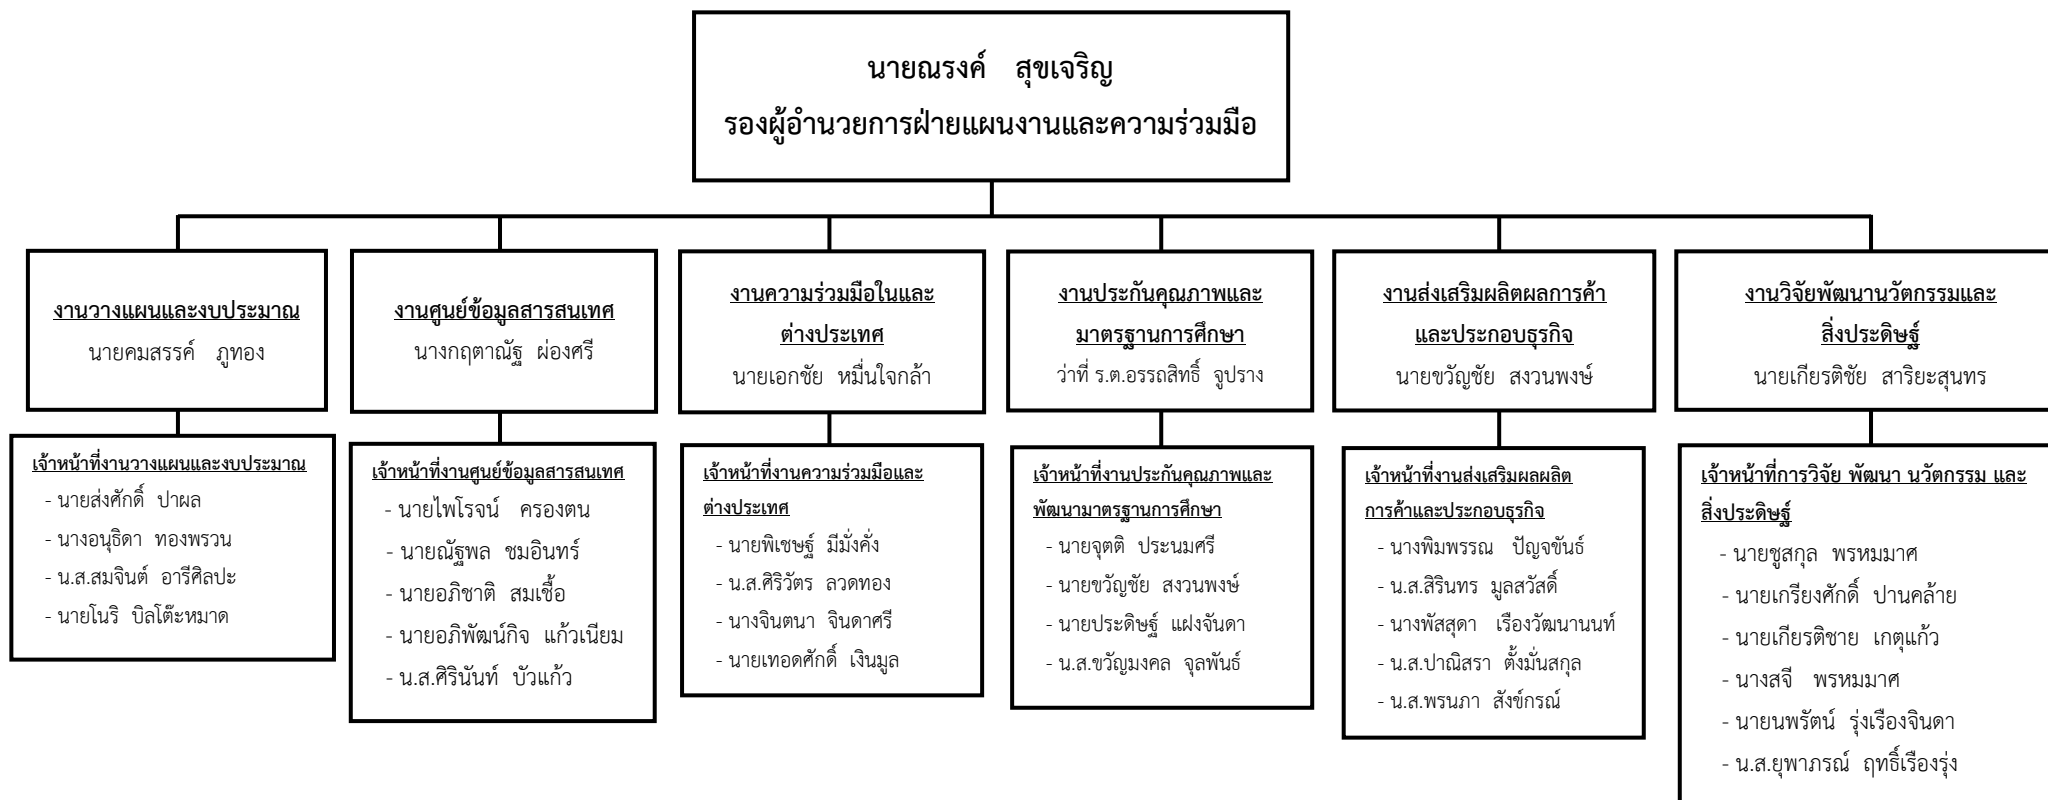 นายณรงค์ สุขเจริญ
รองผู้อำนวยการฝ่ายแผนงานและความร่วมมือ
งานวางแผนและงบประมาณ
นายคมสรรค์ ภูทอง
งานศูนย์ข้อมูลสารสนเทศ
นางกฤตาณัฐ ผ่องศรี
งานความร่วมมือในและ
ต่างประเทศ
นายเอกชัย หมื่นใจกล้า
งานประกันคุณภาพและ
มาตรฐานการศึกษา
ว่าที่ ร.ต.อรรถสิทธิ์ จูปราง
งานส่งเสริมผลิตผลการค้า
และประกอบธุรกิจ
นายขวัญชัย สงวนพงษ์
งานวิจัยพัฒนานวัตกรรมและ
สิ่งประดิษฐ์
นายเกียรติชัย สาริยะสุนทร
เจ้าหน้าที่งานวางแผนและงบประมาณ
- นายส่งศักดิ์ ปาผล
- นางอนุธิดา ทองพรวน
- น.ส.สมจินต์ อารีศิลปะ
- นายโนริ บิลโต๊ะหมาด
เจ้าหน้าที่งานศูนย์ข้อมูลสารสนเทศ
- นายไพโรจน์ ครองตน
- นายณัฐพล ชมอินทร์
- นายอภิชาติ สมเชื้อ
- นายอภิพัฒน์กิจ แก้วเนียม
- น.ส.ศิรินันท์ บัวแก้ว
เจ้าหน้าที่งานความร่วมมือและ
ต่างประเทศ
- นายพิเชษฐ์ มีมั่งคั่ง
- น.ส.ศิริวัตร ลวดทอง
- นางจินตนา จินดาศรี
- นายเทอดศักดิ์ เงินมูล
เจ้าหน้าที่งานประกันคุณภาพและ
พัฒนามาตรฐานการศึกษา
- นายจุตติ ประนมศรี
- นายขวัญชัย สงวนพงษ์
- นายประดิษฐ์ แฝงจันดา
- น.ส.ขวัญมงคล จุลพันธ์
เจ้าหน้าที่งานส่งเสริมผลผลิต
การค้าและประกอบธุรกิจ
- นางพิมพรรณ ปัญจขันธ์
- น.ส.สิรินทร มูลสวัสดิ์
- นางพัสสุดา เรืองวัฒนานนท์
- น.ส.ปาณิสรา ตั้งมั่นสกุล
- น.ส.พรนภา สังข์กรณ์
เจ้าหน้าที่การวิจัย พัฒนา นวัตกรรม และ
สิ่งประดิษฐ์
- นายชูสกุล พรหมมาศ
- นายเกรียงศักดิ์ ปานคล้าย
- นายเกียรติชาย เกตุแก้ว
- นางสจี พรหมมาศ
- นายนพรัตน์ รุ่งเรืองจินดา
- น.ส.ยุพาภรณ์ ฤทธิ์เรืองรุ่ง